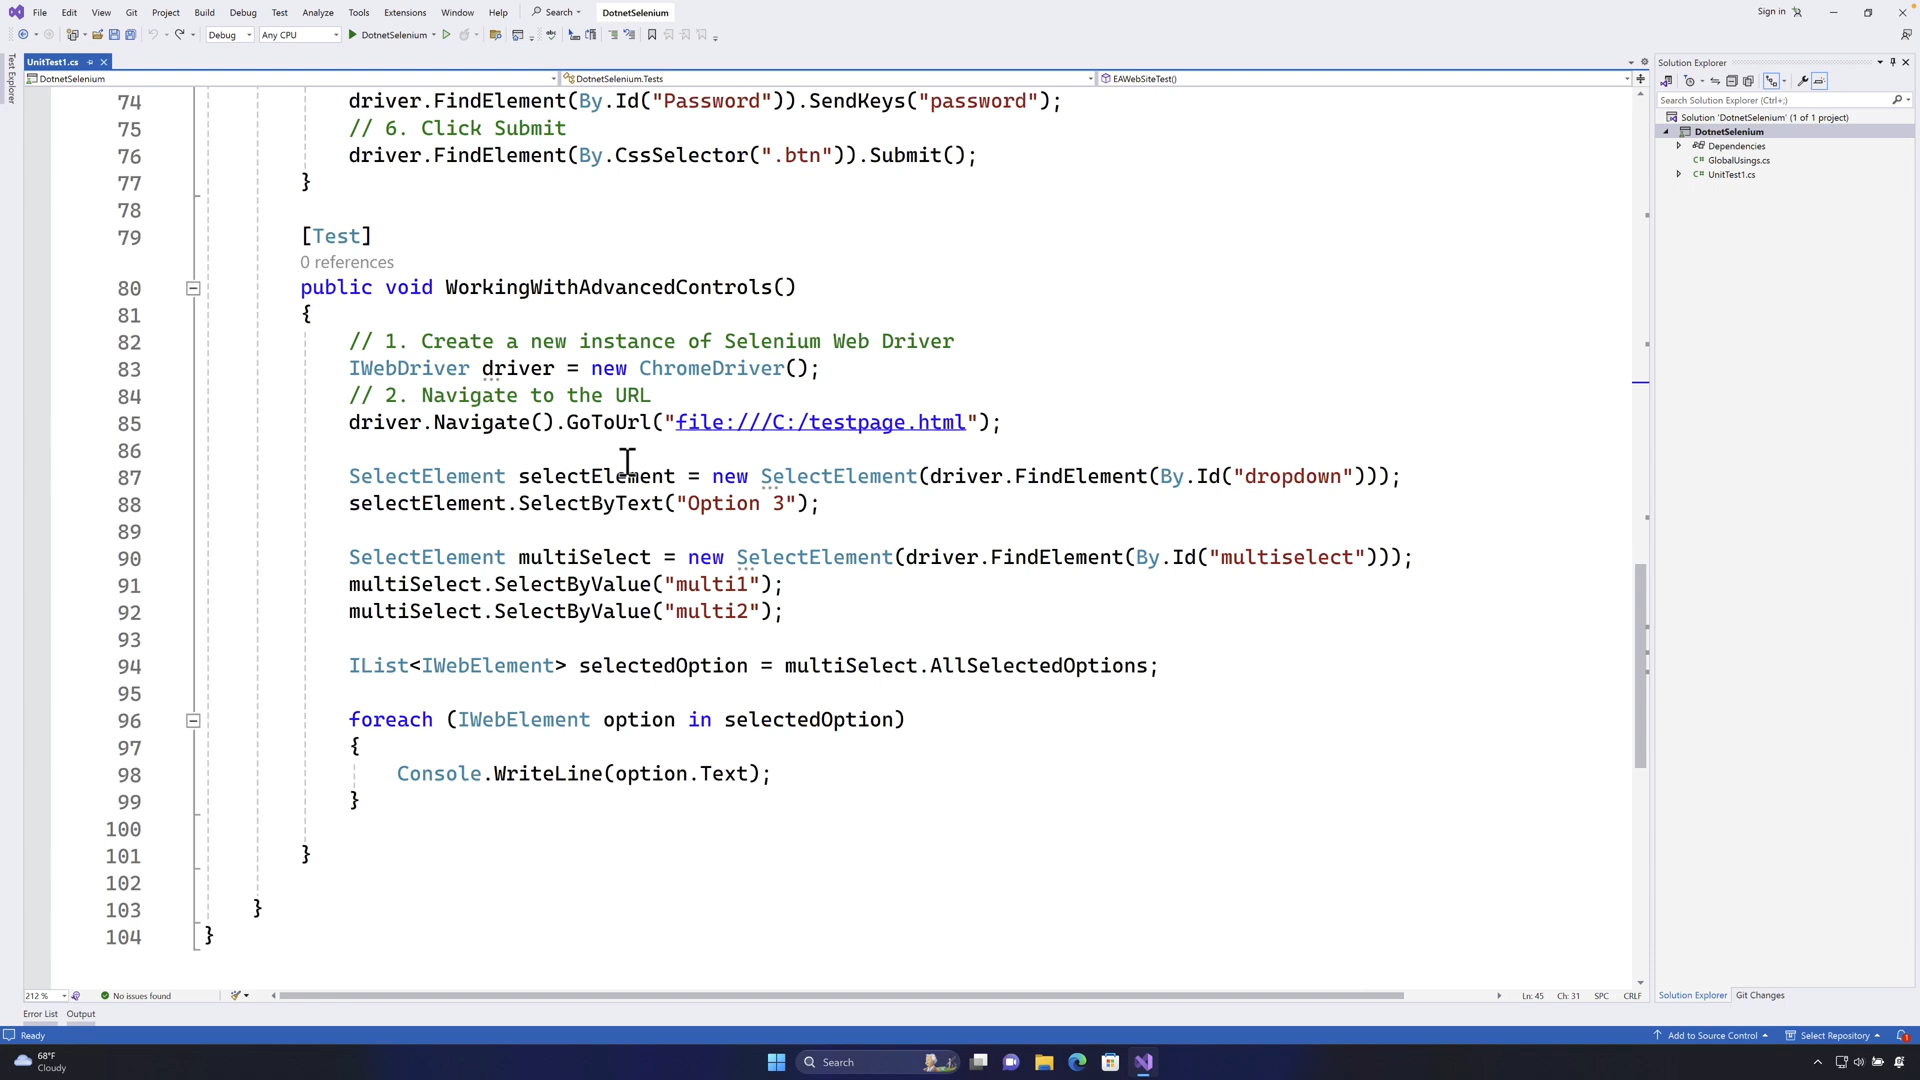 File Edit View Git Project Build Debug Test Analyze Tools Extensions Window Help Search DotnetSelenium Sign in
Debug Any CPU DotnetSelenium
Test Explorer
UnitTest1.cs
DotnetSelenium DotnetSelenium.Tests EAWebSiteTest()
74 driver.FindElement(By.Id("Password")).SendKeys("password");
75 // 6. Click Submit
76 driver.FindElement(By.CssSelector(".btn")).Submit();
77 }
78
79 [Test]
0 references
80 public void WorkingWithAdvancedControls()
81 {
82 // 1. Create a new instance of Selenium Web Driver
83 IWebDriver driver = new ChromeDriver();
84 // 2. Navigate to the URL
85 driver.Navigate().GoToUrl("file:///C:/testpage.html");
86
87 SelectElement selectElement = new SelectElement(driver.FindElement(By.Id("dropdown")));
88 selectElement.SelectByText("Option 3");
89
90 SelectElement multiSelect = new SelectElement(driver.FindElement(By.Id("multiselect")));
91 multiSelect.SelectByValue("multi1");
92 multiSelect.SelectByValue("multi2");
93
94 IList<IWebElement> selectedOption = multiSelect.AllSelectedOptions;
95
96 foreach (IWebElement option in selectedOption)
97 {
98 Console.WriteLine(option.Text);
99 }
100
101 }
102
103 }
104 }
212 % No issues found Ln: 45 Ch: 31 SPC CRLF
Error List Output
Solution Explorer
Search Solution Explorer (Ctrl+;)
Solution 'DotnetSelenium' (1 of 1 project)
DotnetSelenium
Dependencies
C# GlobalUsings.cs
C# UnitTest1.cs
Solution Explorer Git Changes
Ready Add to Source Control Select Repository 1
68°F
Cloudy
Search